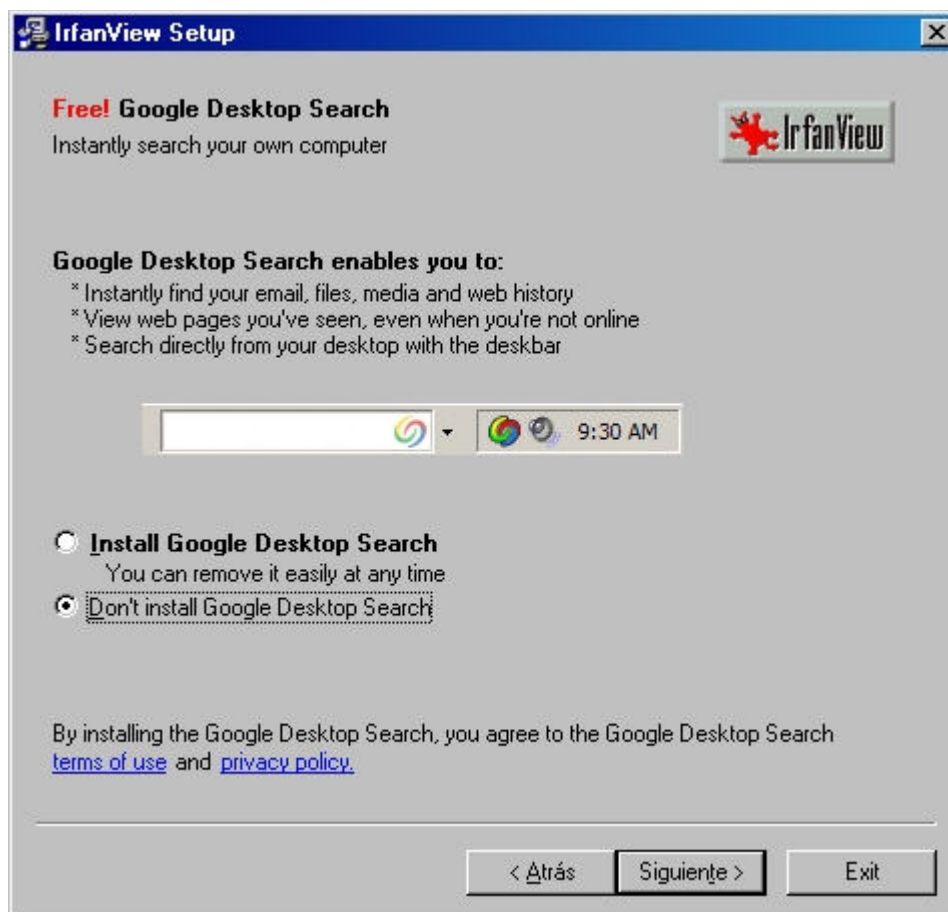 IrfanView Setup
Free! Google Desktop Search
Instantly search your own computer
IrfanView
Google Desktop Search enables you to:
* Instantly find your email, files, media and web history
* View web pages you've seen, even when you're not online
* Search directly from your desktop with the deskbar
9:30 AM
Install Google Desktop Search
You can remove it easily at any time
Don't install Google Desktop Search
By installing the Google Desktop Search, you agree to the Google Desktop Search
terms of use and privacy policy.
< Atrás Siguiente > Exit